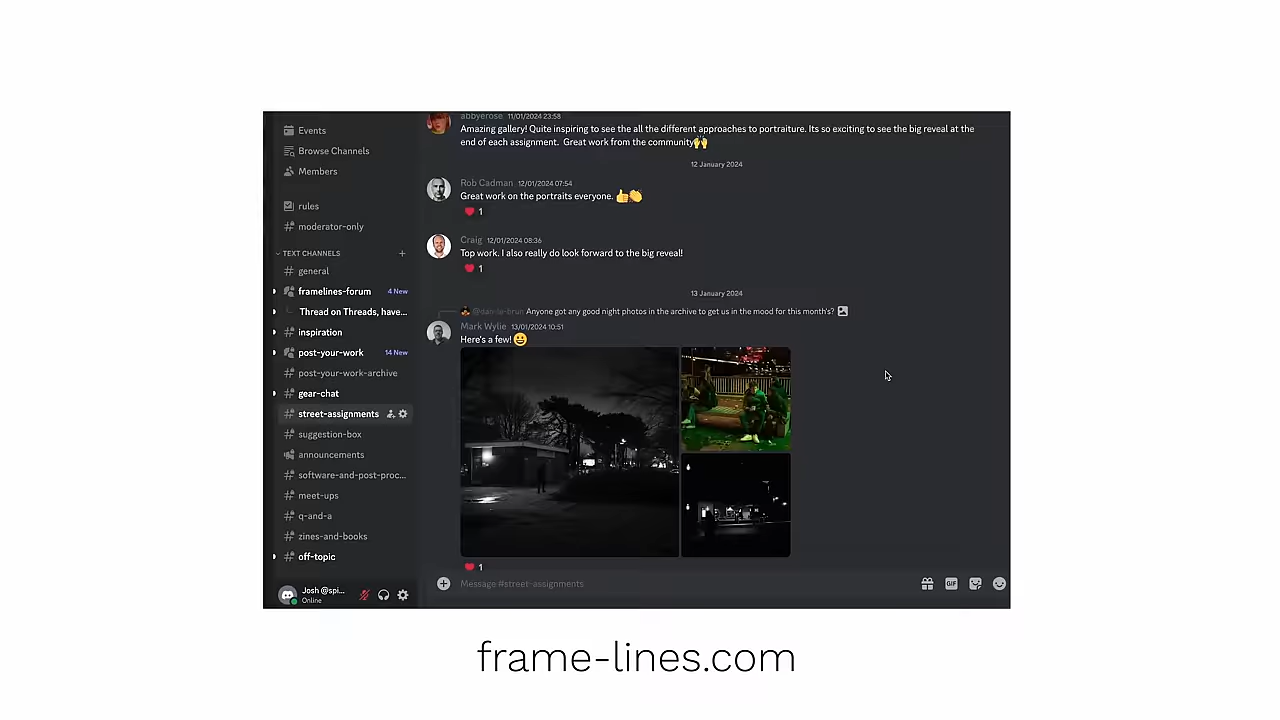 Events
Browse Channels
Members
rules
moderator-only
TEXT CHANNELS
general
framelines-forum 4 New
Thread on Threads, have...
inspiration
post-your-work 14 New
post-your-work-archive
gear-chat
street-assignments
suggestion-box
announcements
software-and-post-proc...
meet-ups
q-and-a
zines-and-books
off-topic
Josh @spi...
Online
abbyerose 11/01/2024 23:58
Amazing gallery! Quite inspiring to see the all the different approaches to portraiture. Its so exciting to see the big reveal at the
end of each assignment. Great work from the community🙌
12 January 2024
Rob Cadman 12/01/2024 07:54
Great work on the portraits everyone. 👍👏
❤️ 1
Craig 12/01/2024 08:36
Top work. I also really do look forward to the big reveal!
❤️ 1
13 January 2024
Anyone got any good night photos in the archive to get us in the mood for this month's?
Mark Wylie 13/01/2024 10:51
Here's a few! 😀
❤️ 1
Message #street-assignments
GIF
frame-lines.com